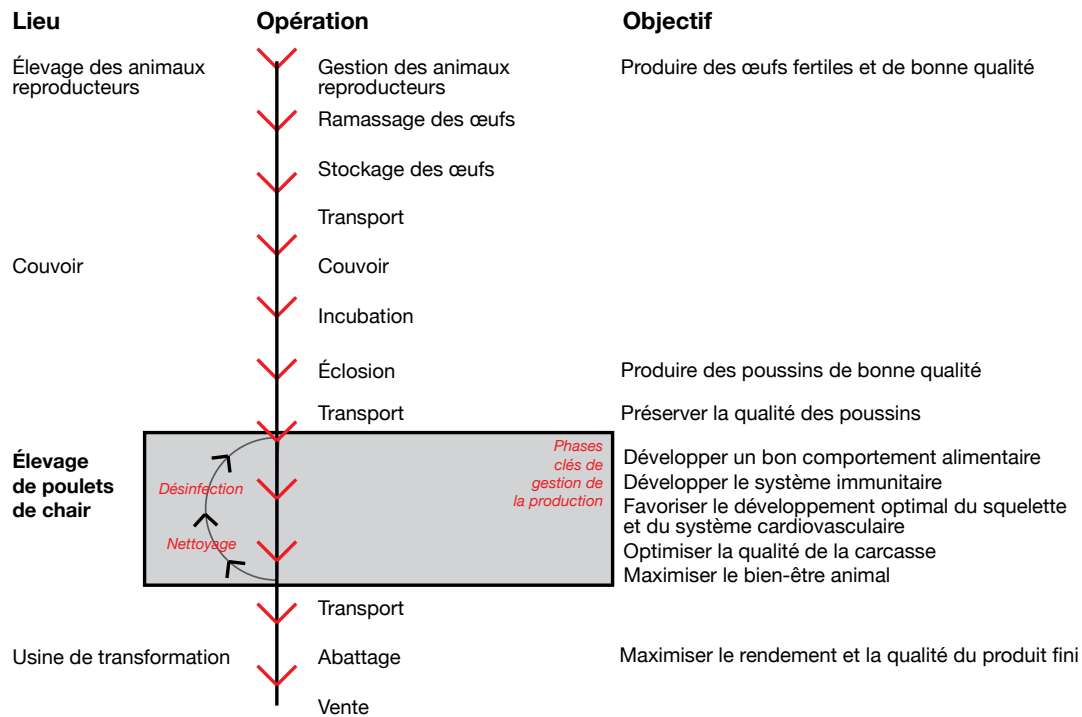 Lieu
Opération
Objectif
Élevage des animaux
reproducteurs
Gestion des animaux
reproducteurs
Produire des œufs fertiles et de bonne qualité
Ramassage des œufs
Stockage des œufs
Transport
Couvoir
Couvoir
Incubation
Éclosion
Produire des poussins de bonne qualité
Transport
Préserver la qualité des poussins
Élevage
de poulets
de chair
Désinfection
Nettoyage
Phases
clés de
gestion de
la production
Développer un bon comportement alimentaire
Développer le système immunitaire
Favoriser le développement optimal du squelette
et du système cardiovasculaire
Optimiser la qualité de la carcasse
Maximiser le bien-être animal
Transport
Usine de transformation
Abattage
Maximiser le rendement et la qualité du produit fini
Vente